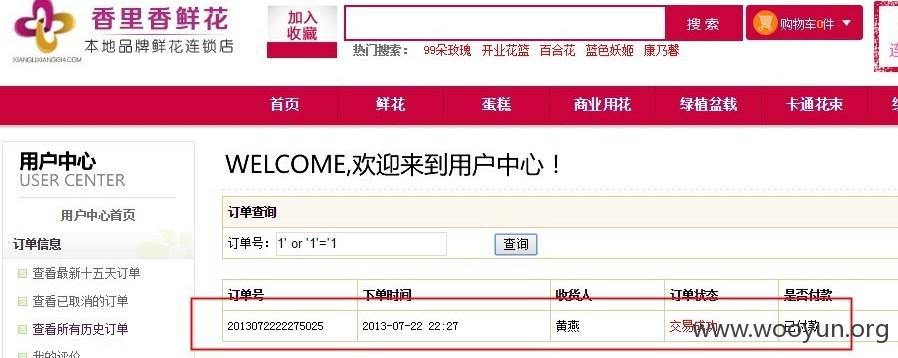 香里香鲜花
本地品牌鲜花连锁店
XIANGLIXIANG3G4.COM
加入
收藏
搜 索
购物车0件
热门搜索： 99朵玫瑰 开业花篮 百合花 蓝色妖姬 康乃馨
首页 鲜花 蛋糕 商业用花 绿植盆栽 卡通花束
用户中心
USER CENTER
用户中心首页
订单信息
查看最新十五天订单
查看已取消的订单
查看所有历史订单
我的评价
WELCOME,欢迎来到用户中心！
订单查询
订单号： 1' or '1'='1 查询
订单号 下单时间 收货人 订单状态 是否付款
2013072222275025 2013-07-22 22:27 黄燕 交易成功 已付款
www.wooyun.org